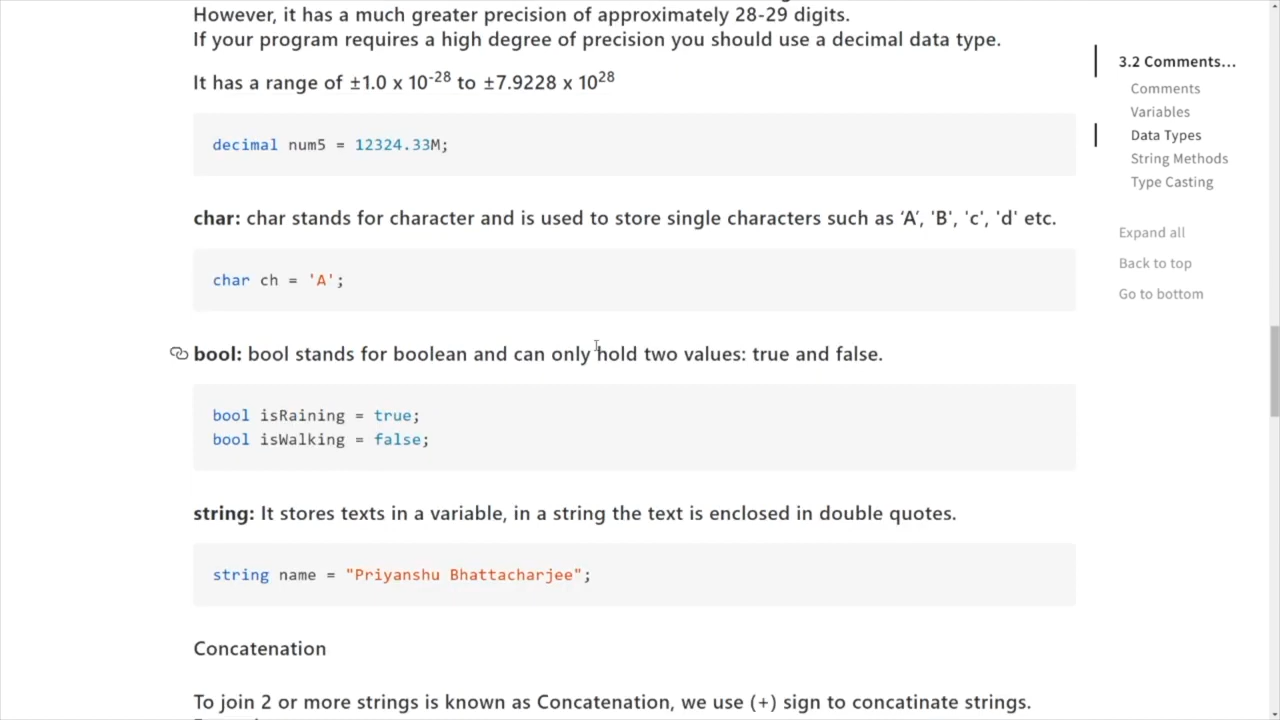 However, it has a much greater precision of approximately 28-29 digits.
If your program requires a high degree of precision you should use a decimal data type.
It has a range of ±1.0 x 10-28 to ±7.9228 x 1028
decimal num5 = 12324.33M;
char: char stands for character and is used to store single characters such as ‘A’, 'B', 'c', 'd' etc.
char ch = 'A';
bool: bool stands for boolean and can only hold two values: true and false.
bool isRaining = true;
bool isWalking = false;
string: It stores texts in a variable, in a string the text is enclosed in double quotes.
string name = "Priyanshu Bhattacharjee";
Concatenation
To join 2 or more strings is known as Concatenation, we use (+) sign to concatinate strings.
3.2 Comments...
Comments
Variables
Data Types
String Methods
Type Casting
Expand all
Back to top
Go to bottom